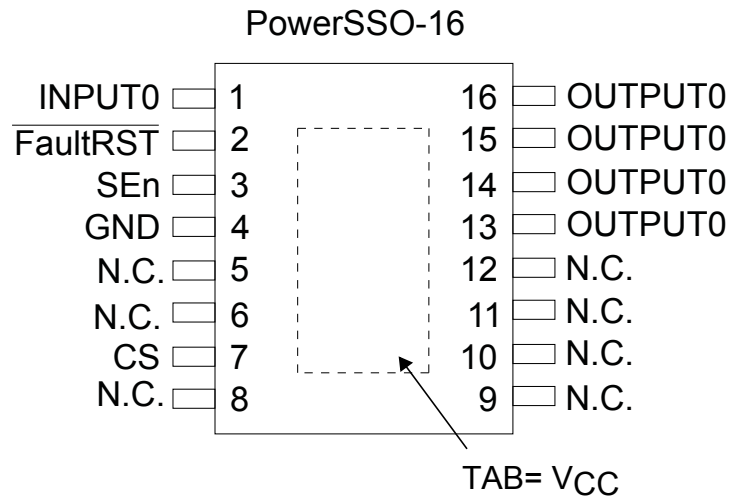 PowerSSO-16
INPUT0 1 16 OUTPUT0
FaultRST 2 15 OUTPUT0
SEn 3 14 OUTPUT0
GND 4 13 OUTPUT0
N.C. 5 12 N.C.
N.C. 6 11 N.C.
CS 7 10 N.C.
N.C. 8 9 N.C.
TAB= VCC